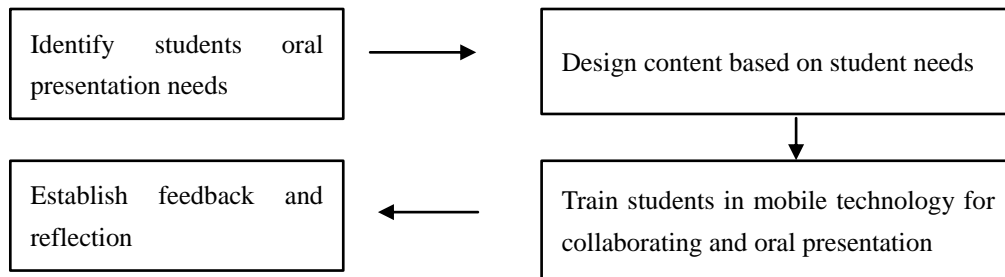 Identify students oral
presentation needs
Design content based on student needs
Train students in mobile technology for
collaborating and oral presentation
Establish feedback and
reflection